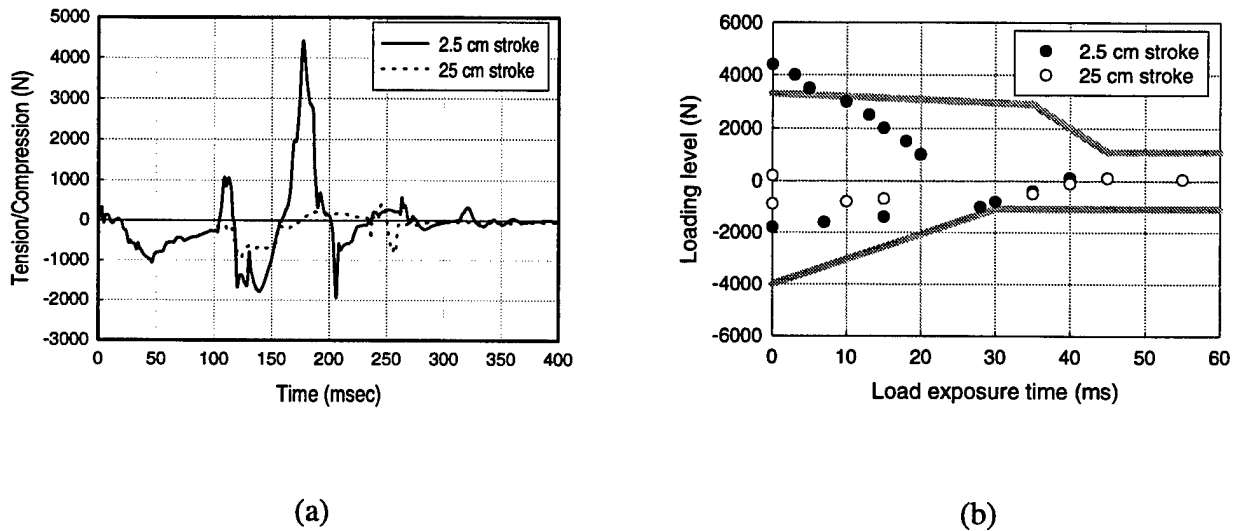 5000
4000
3000
2000
1000
0
-1000
-2000
-3000
Tension/Compression (N)
2.5 cm stroke
25 cm stroke
0 50 100 150 200 250 300 350 400
Time (msec)
(a)
6000
4000
2000
0
-2000
-4000
-6000
Loading level (N)
2.5 cm stroke
25 cm stroke
0 10 20 30 40 50 60
Load exposure time (ms)
(b)